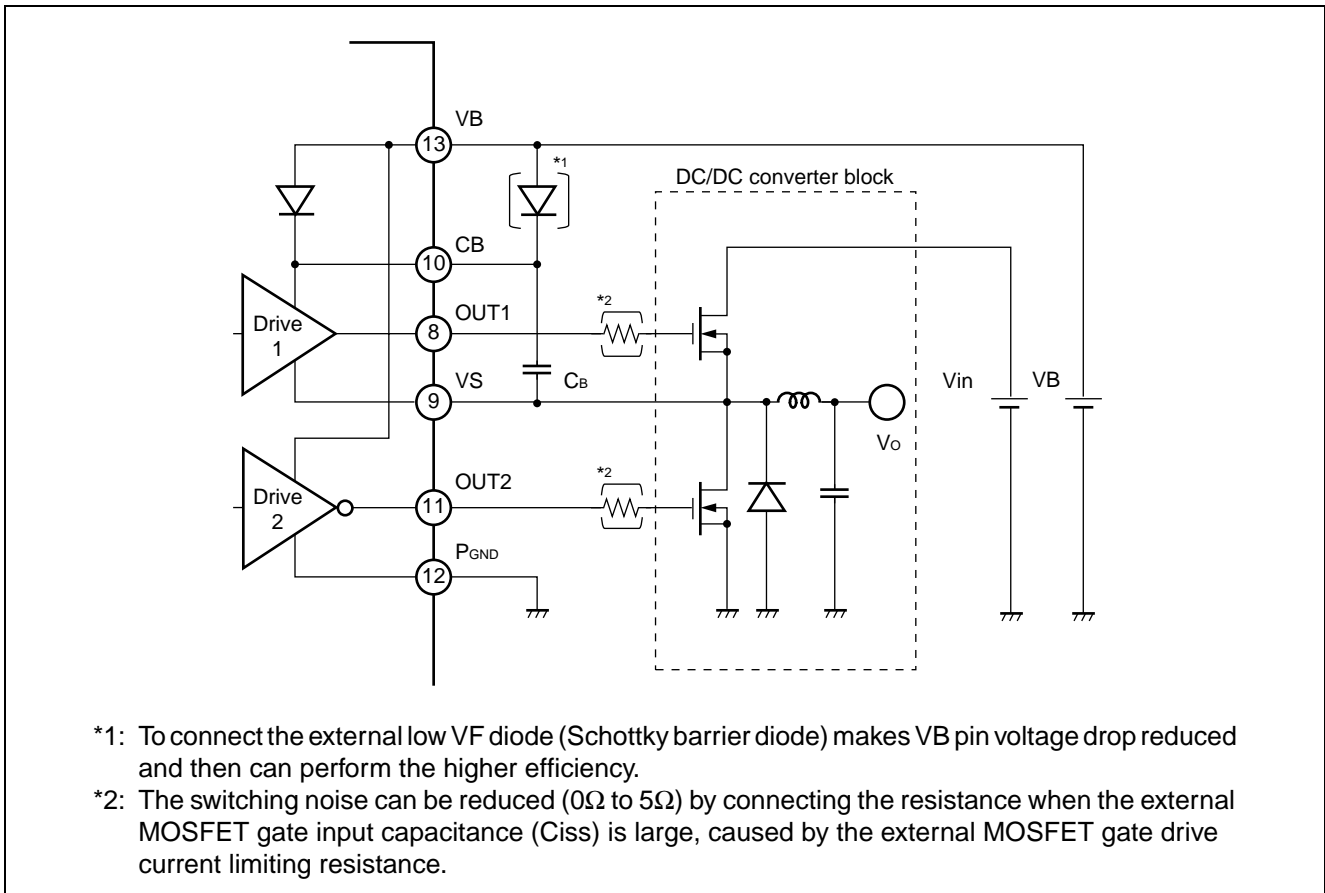 VB
13
*1
DC/DC converter block
CB
10
OUT1
*2
Drive
1
8
VS
CB
Vin
VB
9
VO
OUT2
*2
Drive
2
11
PGND
12
*1: To connect the external low VF diode (Schottky barrier diode) makes VB pin voltage drop reduced
and then can perform the higher efficiency.
*2: The switching noise can be reduced (0Ω to 5Ω) by connecting the resistance when the external
MOSFET gate input capacitance (Ciss) is large, caused by the external MOSFET gate drive
current limiting resistance.